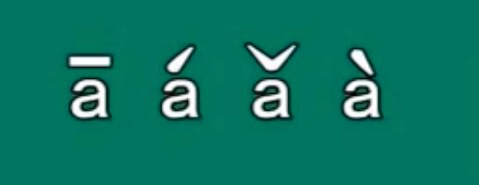 ā á ǎ à